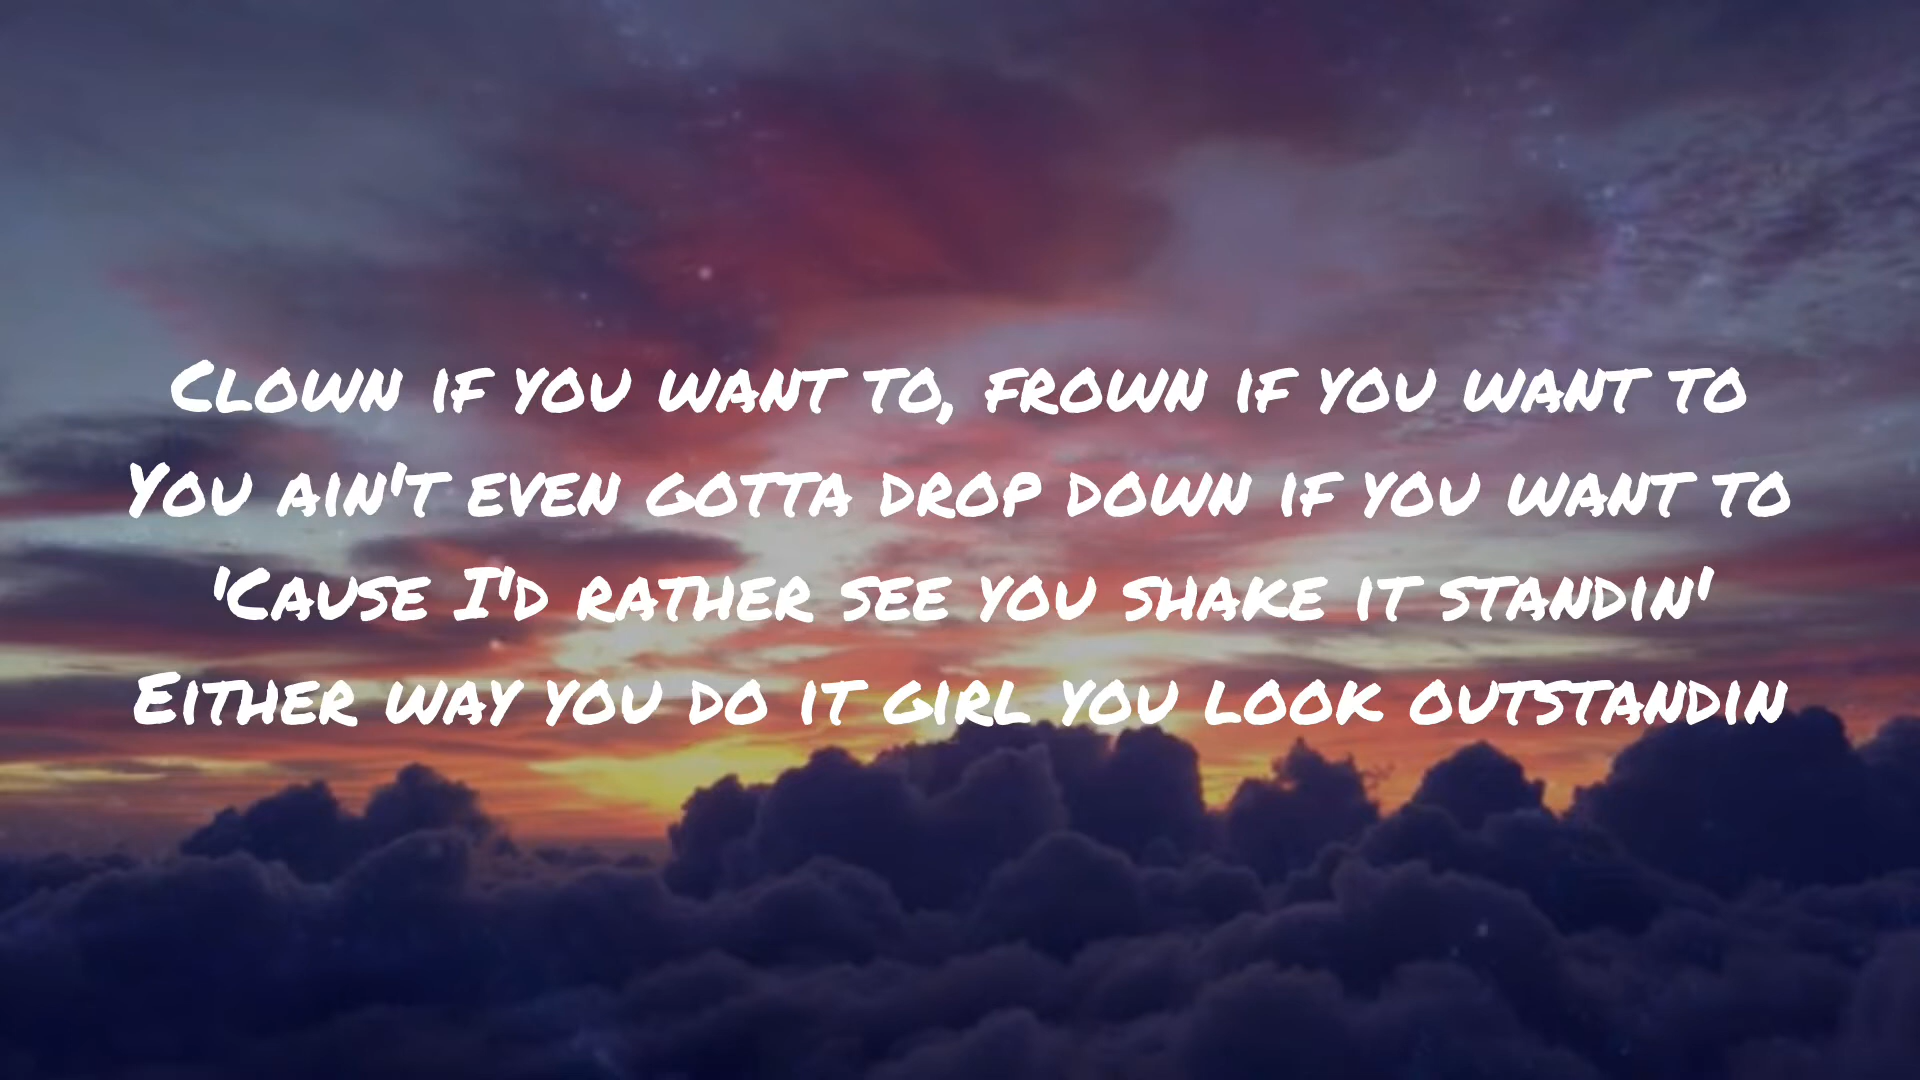 Clown if you want to, frown if you want to
You ain't even gotta drop down if you want to
'Cause I'd rather see you shake it standin'
Either way you do it girl you look outstandin